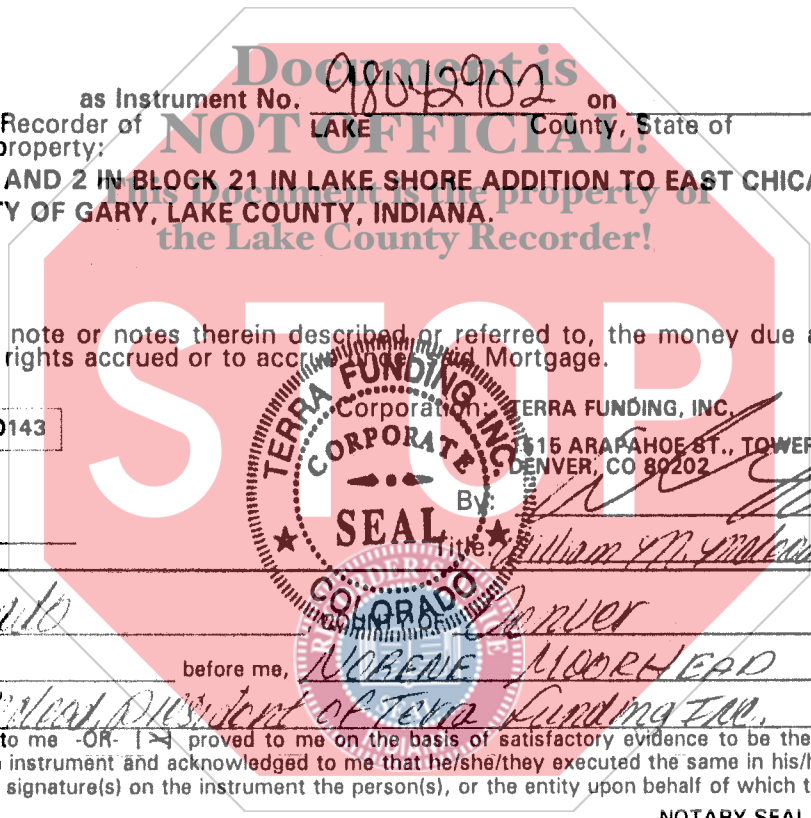 Document is
as Instrument No. 98042902 on
Recorder of LAKE County, State of
NOT OFFICIAL!
property:
AND 2 IN BLOCK 21 IN LAKE SHORE ADDITION TO EAST CHICA
This Document is the property of
TY OF GARY, LAKE COUNTY, INDIANA.
the Lake County Recorder!
STOP
note or notes therein described or referred to, the money due a
rights accrued or to accrue under said Mortgage.
TERRA FUNDING, INC.
CORPORATE
SEAL
COLORADO
Corporation: TERRA FUNDING, INC.
0143
1515 ARAPAHOE ST., TOWER
DENVER, CO 80202
By:
Title: William M.
COUNTY OF Denver
before me, NORENE MOORHEAD
President of Terra Funding Inc.
to me -OR- [X] proved to me on the basis of satisfactory evidence to be the
instrument and acknowledged to me that he/she/they executed the same in his/h
signature(s) on the instrument the person(s), or the entity upon behalf of which t
NOTARY SEAL